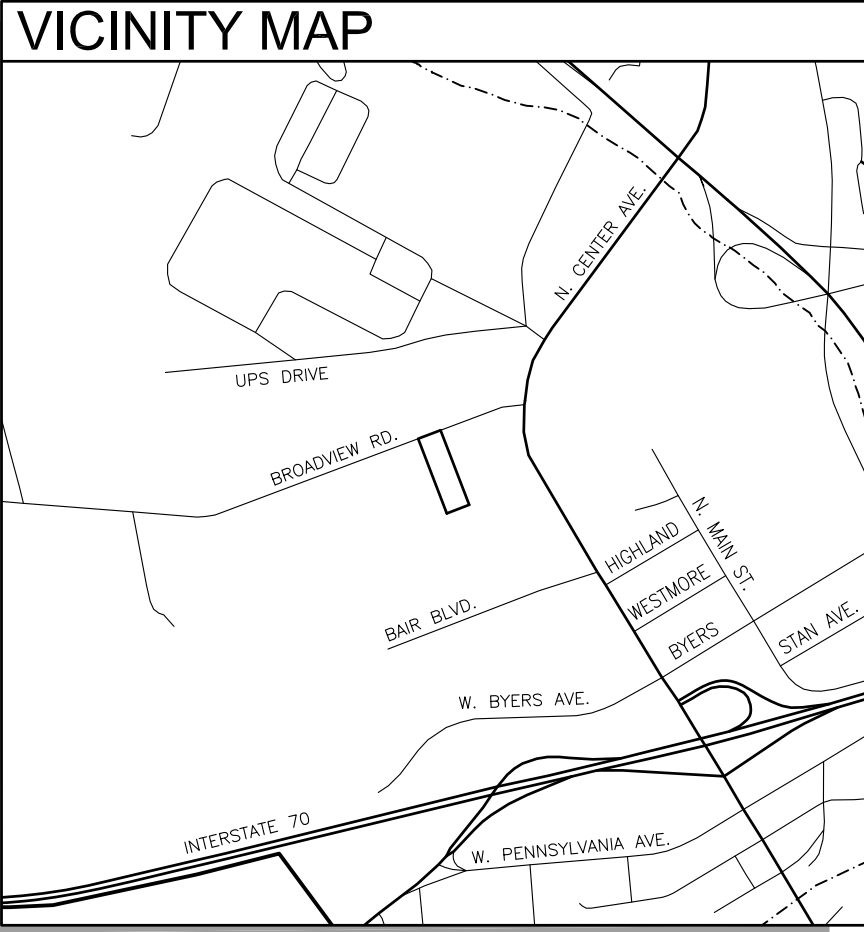 VICINITY MAP
N. CENTER AVE.
UPS DRIVE
BROADVIEW RD.
N. MAIN ST.
HIGHLAND
WESTMORE
BAIR BLVD.
BYERS
STAN AVE.
W. BYERS AVE.
INTERSTATE 70
W. PENNSYLVANIA AVE.